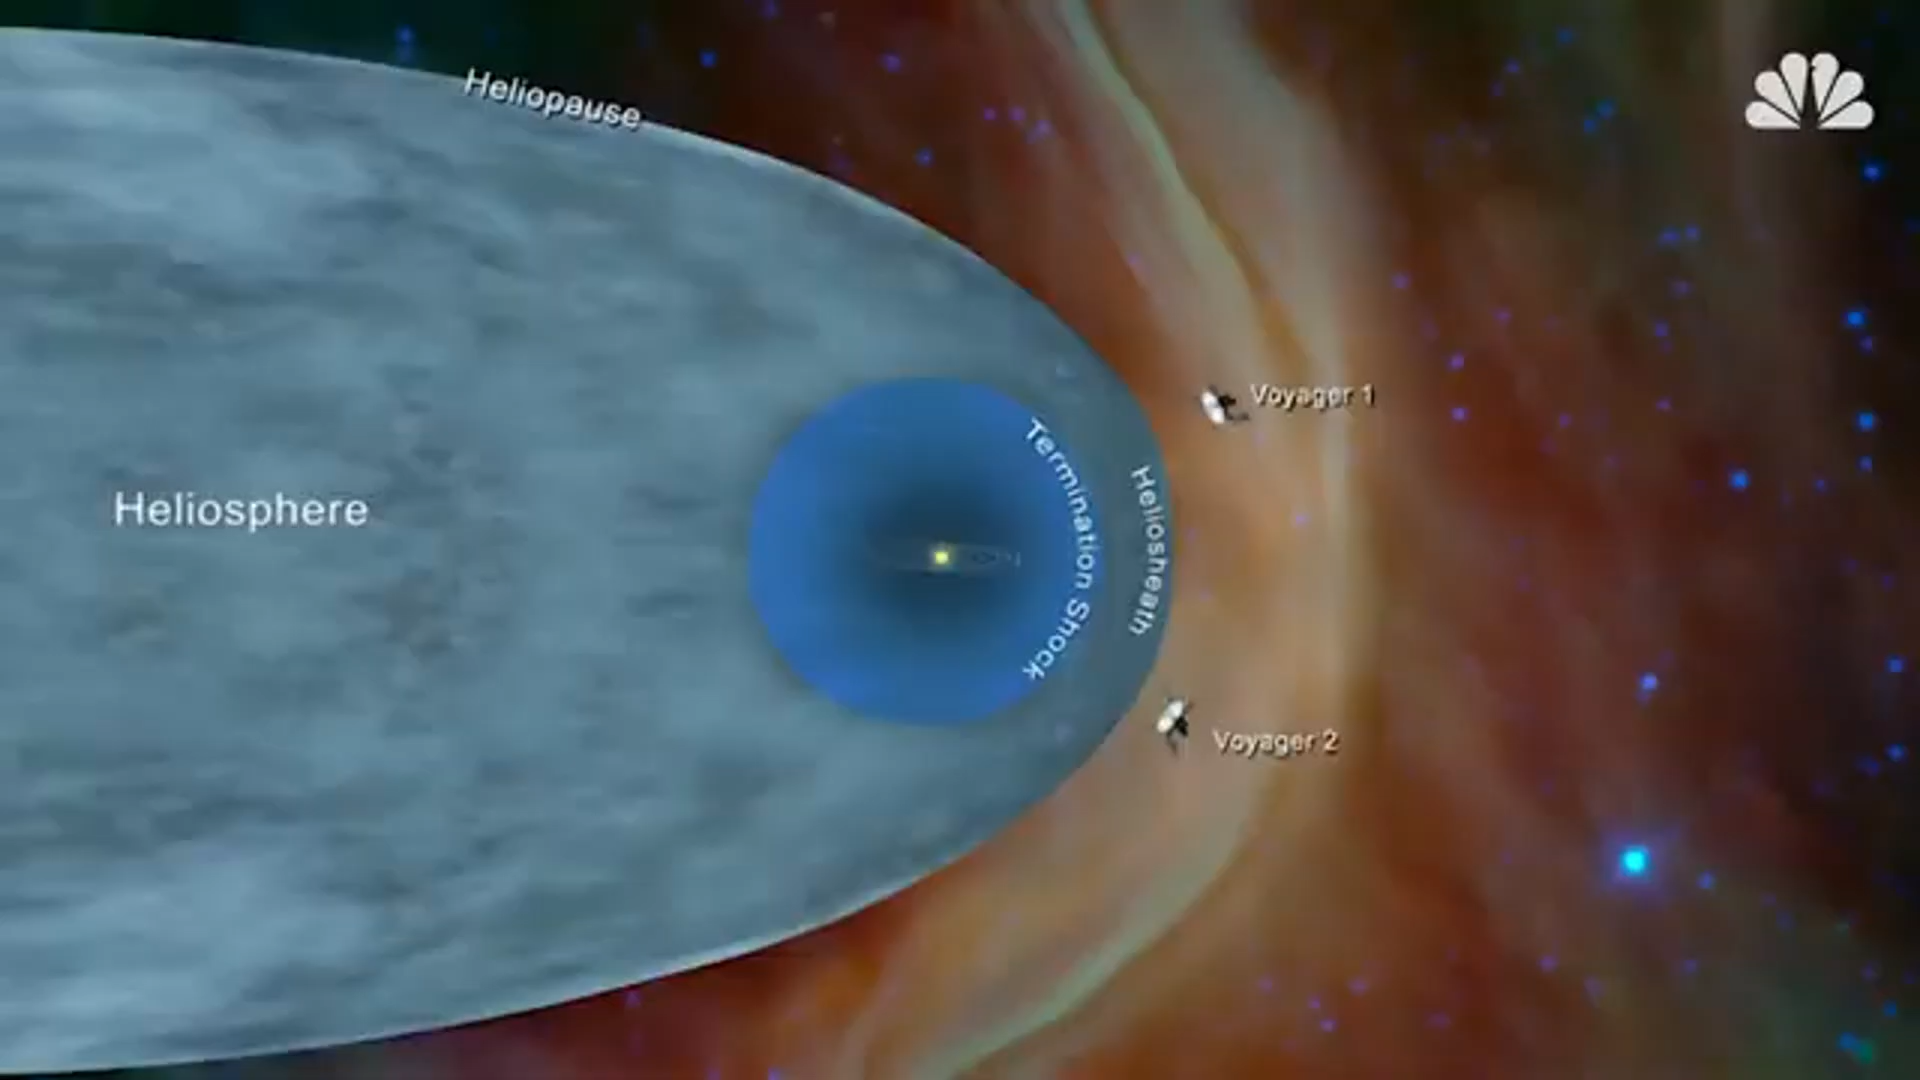 Heliopause
Voyager 1
Termination Shock
Heliosheath
Heliosphere
Voyager 2